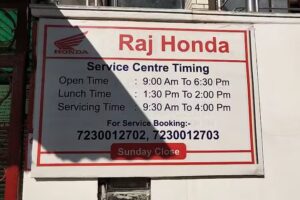 HONDA
Raj Honda
Service Centre Timing
Open Time : 9:00 Am To 6:30 Pm
Lunch Time : 1:30 Pm To 2:00 Pm
Servicing Time : 9:30 Am To 4:00 Pm
For Service Booking:-
7230012702, 7230012703
Sunday Close